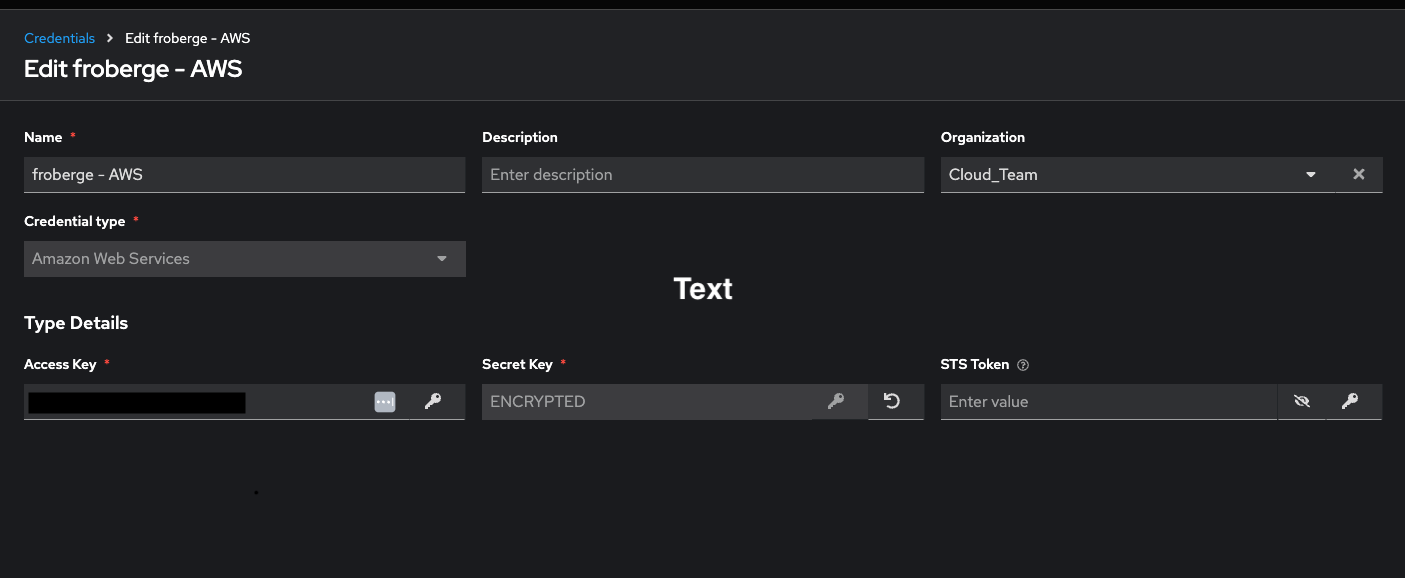 Credentials > Edit froberge - AWS
Edit froberge - AWS
Name * Description Organization
froberge - AWS Enter description Cloud_Team
Credential type *
Amazon Web Services
Text
Type Details
Access Key * Secret Key * STS Token
ENCRYPTED Enter value